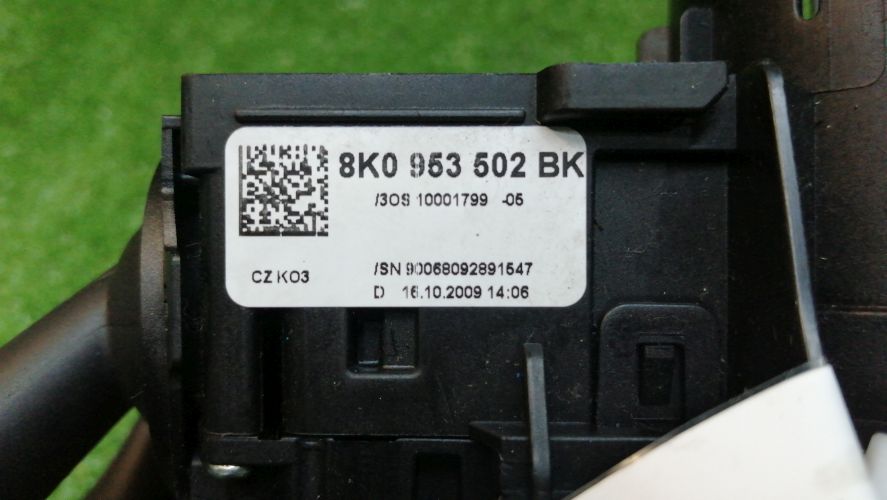 8K0 953 502 BK
/3OS 10001799 -05
/SN 90068092891547
CZ KO3
D 16.10.2009 14:06